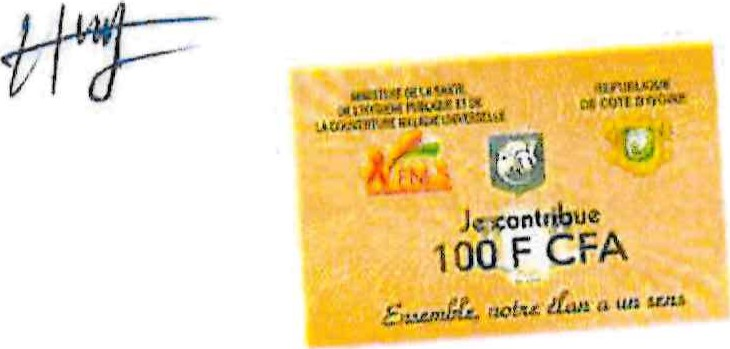 MINISTERE DE LA SANTE,
DE L'HYGIENE PUBLIQUE ET DE
LA COUVERTURE MALADIE UNIVERSELLE
REPUBLIQUE
DE COTE D'IVOIRE
Je contribue
100 F CFA
Ensemble, notre élan a un sens